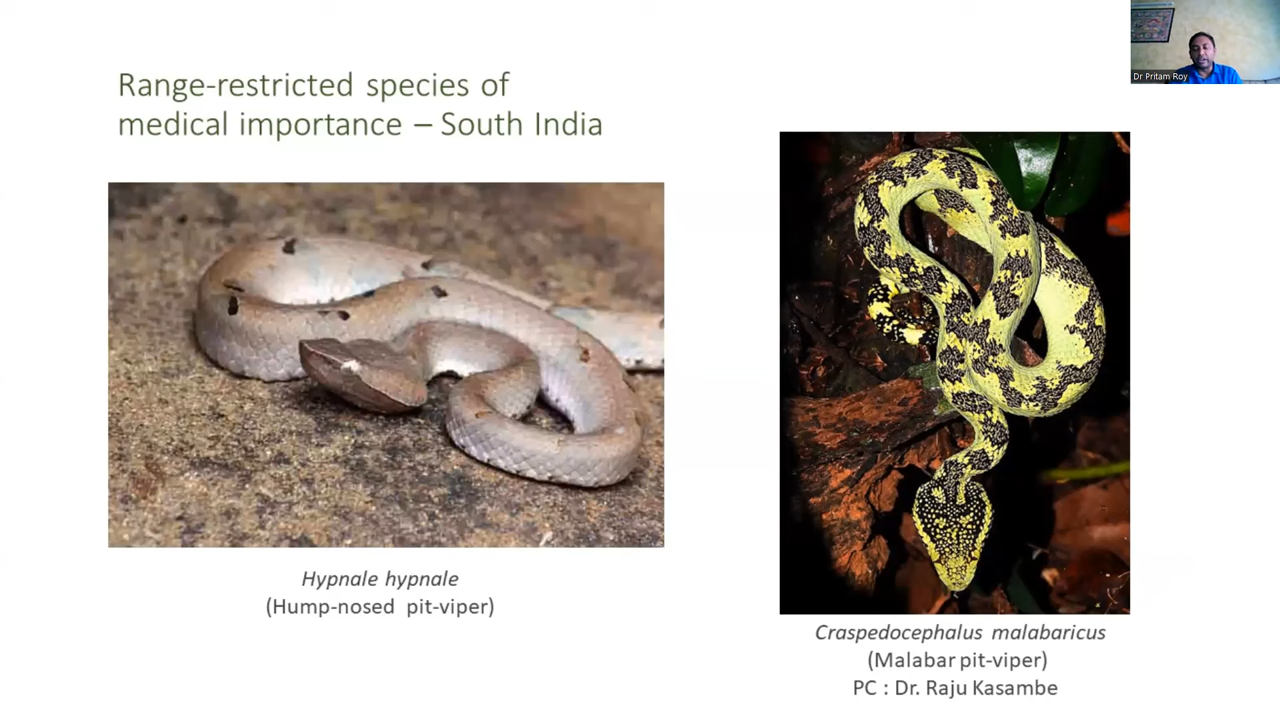 Dr Pritam Roy
Range-restricted species of
medical importance – South India
Hypnale hypnale
(Hump-nosed pit-viper)
Craspedocephalus malabaricus
(Malabar pit-viper)
PC : Dr. Raju Kasambe